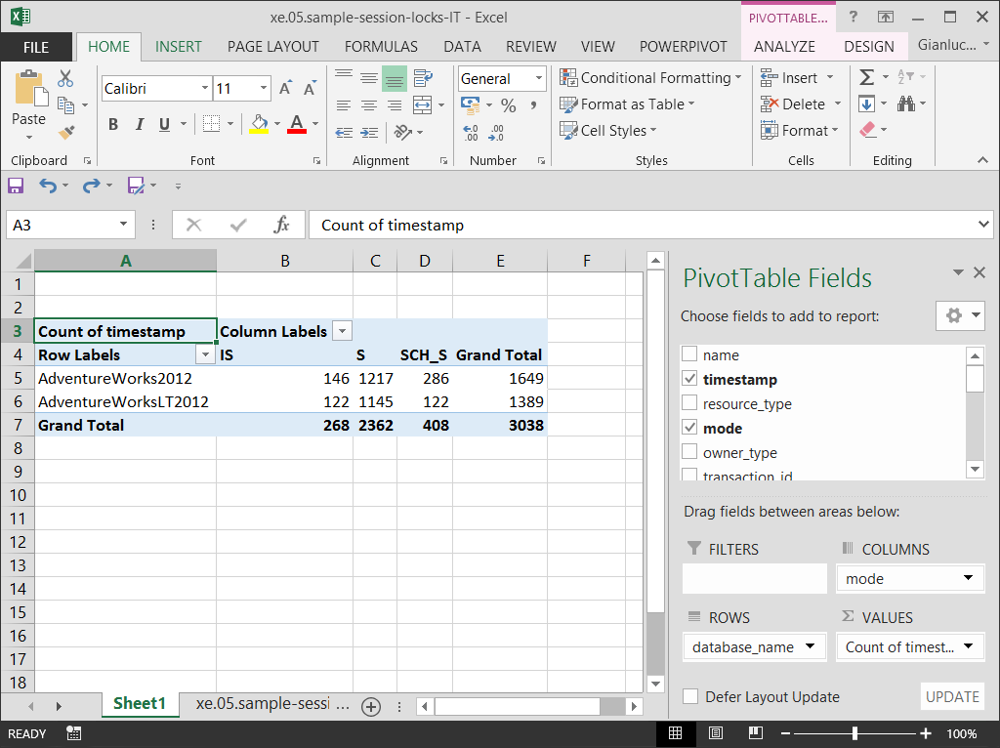 xe.05.sample-session-locks-IT - Excel
PIVOTTABLE...
?
FILE HOME INSERT PAGE LAYOUT FORMULAS DATA REVIEW VIEW POWERPIVOT ANALYZE DESIGN Gianluc...
Paste
Calibri 11
B I U A
General
% ,
Conditional Formatting
Format as Table
Cell Styles
Insert
Delete
Format
Clipboard Font Alignment Number Styles Cells Editing
A3 fx Count of timestamp
A B C D E F
1
2
3 Count of timestamp Column Labels
4 Row Labels IS S SCH_S Grand Total
5 AdventureWorks2012 146 1217 286 1649
6 AdventureWorksLT2012 122 1145 122 1389
7 Grand Total 268 2362 408 3038
8
9
10
11
12
13
14
15
16
17
18
PivotTable Fields
Choose fields to add to report:
name
timestamp
resource_type
mode
owner_type
transaction_id
Drag fields between areas below:
FILTERS COLUMNS
mode
ROWS VALUES
database_name Count of timest...
Defer Layout Update UPDATE
Sheet1 xe.05.sample-sessi ...
READY 100%